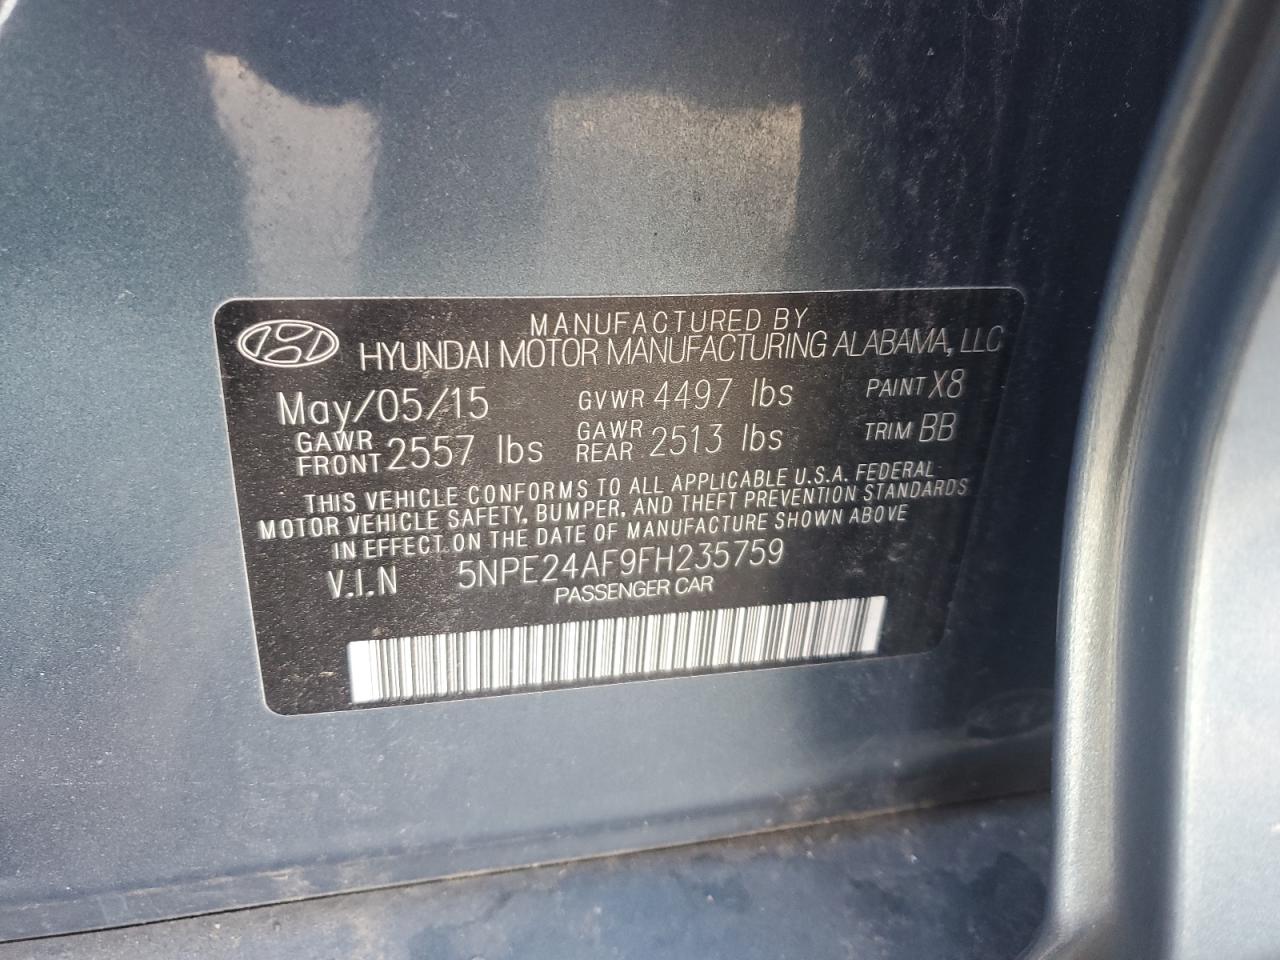 MANUFACTURED BY
HYUNDAI MOTOR MANUFACTURING ALABAMA, LLC
May/05/15 GVWR 4497 lbs PAINT X8
GAWR FRONT 2557 lbs GAWR REAR 2513 lbs TRIM BB
THIS VEHICLE CONFORMS TO ALL APPLICABLE U.S.A. FEDERAL
MOTOR VEHICLE SAFETY, BUMPER, AND THEFT PREVENTION STANDARDS
IN EFFECT ON THE DATE OF MANUFACTURE SHOWN ABOVE
V.I.N 5NPE24AF9FH235759
PASSENGER CAR